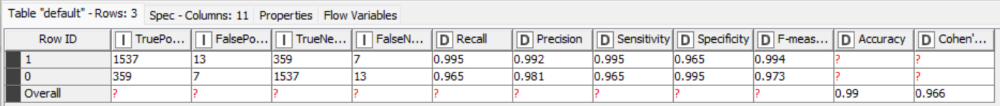 Table "default" - Rows: 3 Spec - Columns: 11 Properties Flow Variables
Row ID I TruePo... I FalsePo... I TrueNe... I FalseN... D Recall D Precision D Sensitivity D Specificity D F-meas... D Accuracy D Cohen'...
1 1537 13 359 7 0.995 0.992 0.995 0.965 0.994 ? ?
0 359 7 1537 13 0.965 0.981 0.965 0.995 0.973 ? ?
Overall ? ? ? ? ? ? ? ? ? 0.99 0.966